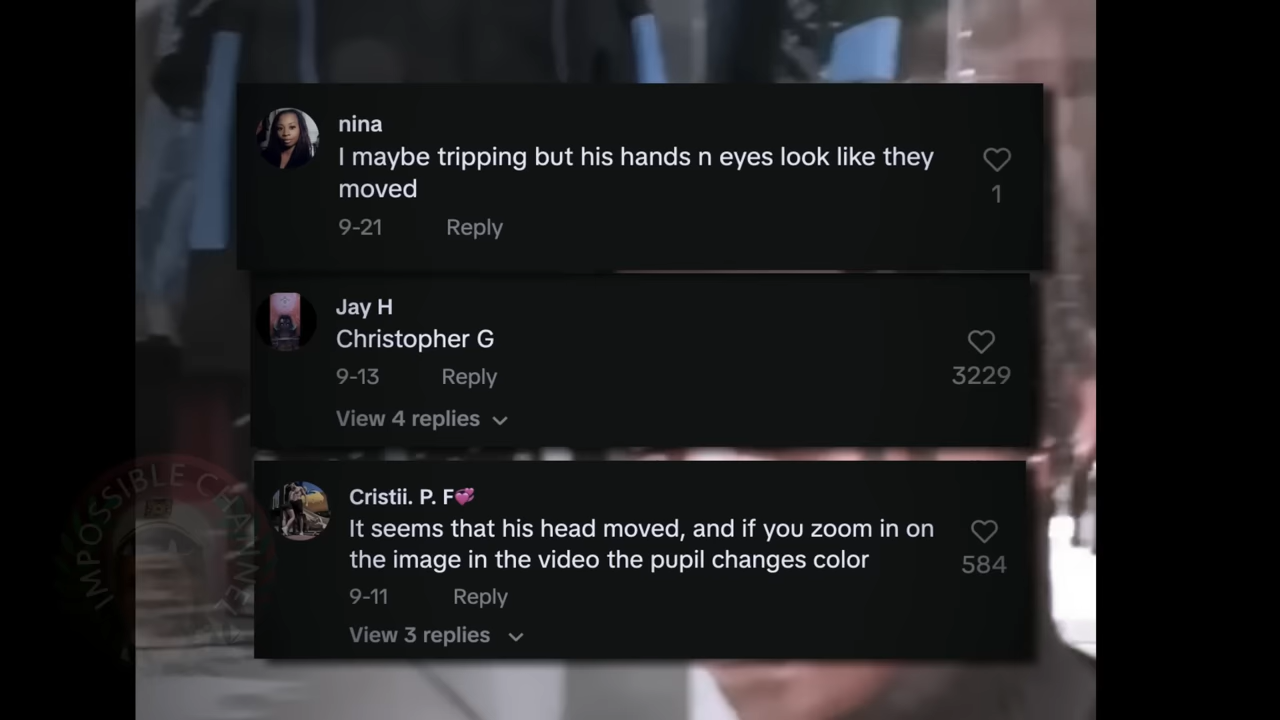 nina
I maybe tripping but his hands n eyes look like they
moved
1
9-21 Reply
Jay H
Christopher G
9-13 Reply
3229
View 4 replies
Cristii. P. F💞
It seems that his head moved, and if you zoom in on
the image in the video the pupil changes color
584
9-11 Reply
View 3 replies
IMPOSSIBLE CHANNEL